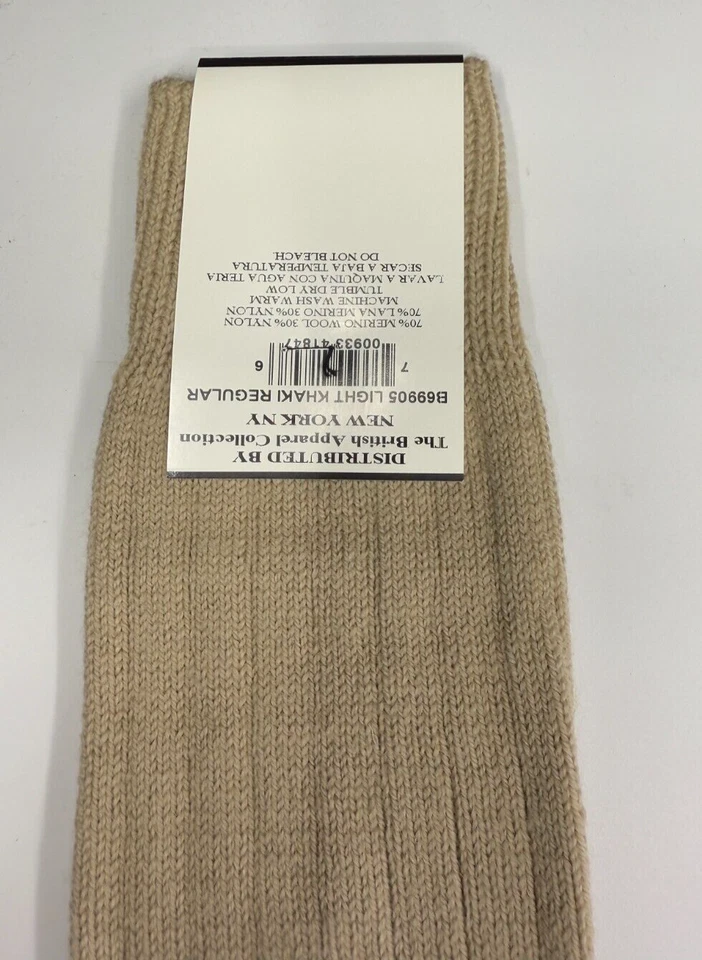 DISTRIBUTED BY
The British Apparel Collection
NEW YORK NY
B69905 LIGHT KHAKI REGULAR
7 00933 41847 6
70% MERINO WOOL 30% NYLON
70% LANA MERINO 30% NYLON
MACHINE WASH WARM
TUMBLE DRY LOW
LAVAR A MAQUINA CON AGUA TERIA
SECAR A BAJA TEMPERATURA
DO NOT BLEACH.